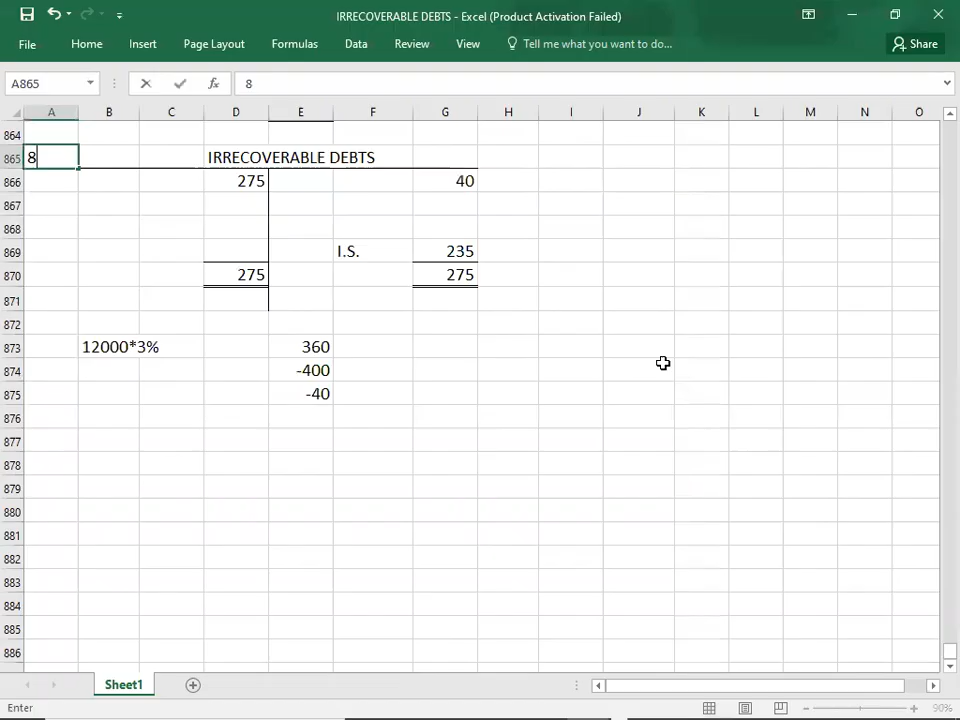 IRRECOVERABLE DEBTS - Excel (Product Activation Failed)
File Home Insert Page Layout Formulas Data Review View Tell me what you want to do... Share
A865 fx 8
A B C D E F G H I J K L M N O
864
865 8 IRRECOVERABLE DEBTS
866 275 40
867
868
869 I.S. 235
870 275 275
871
872
873 12000*3% 360
874 -400
875 -40
876
877
878
879
880
881
882
883
884
885
886
Sheet1
Enter 90%